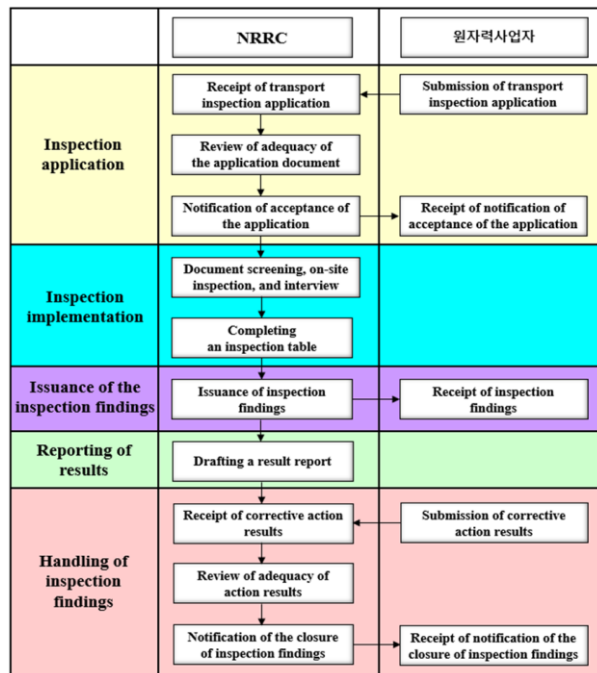 NRRC
원자력사업자
Inspection
application
Receipt of transport
inspection application
Submission of transport
inspection application
Review of adequacy of
the application document
Notification of acceptance of
the application
Receipt of notification of
acceptance of the application
Inspection
implementation
Document screening, on-site
inspection, and interview
Completing
an inspection table
Issuance of the
inspection findings
Issuance of inspection
findings
Receipt of inspection
findings
Reporting of
results
Drafting a result report
Handling of
inspection
findings
Receipt of corrective action
results
Submission of corrective
action results
Review of adequacy of
action results
Notification of the closure
of inspection findings
Receipt of notification of the
closure of inspection findings